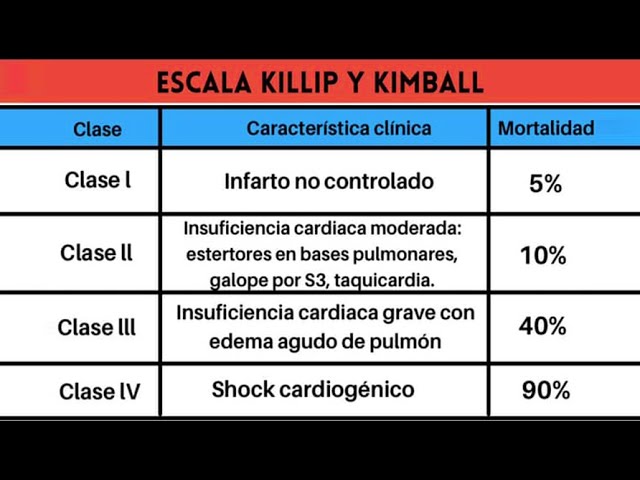 ESCALA KILLIP Y KIMBALL
Clase Característica clínica Mortalidad
Clase l Infarto no controlado 5%
Clase ll Insuficiencia cardiaca moderada:
estertores en bases pulmonares,
galope por S3, taquicardia. 10%
Clase lll Insuficiencia cardiaca grave con
edema agudo de pulmón 40%
Clase lV Shock cardiogénico 90%